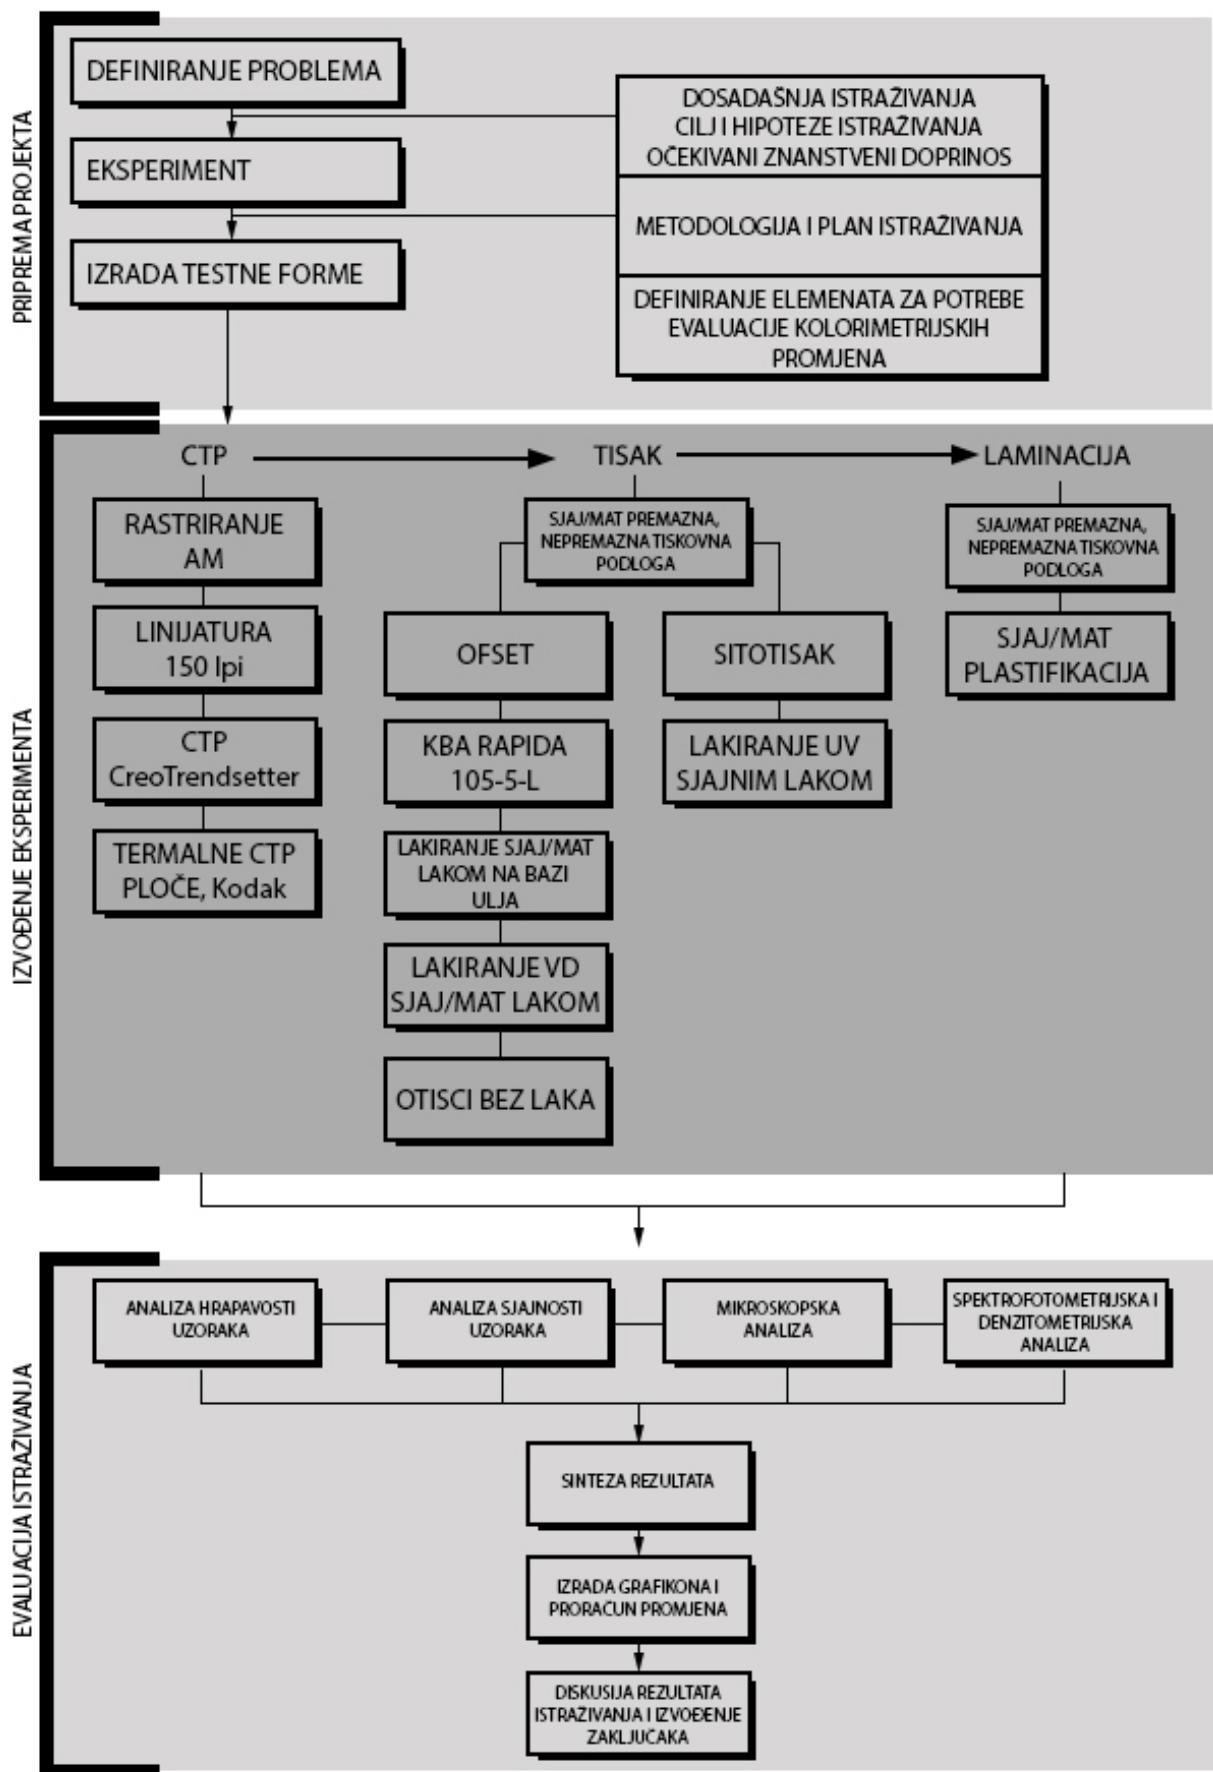 PRIPREMA PROJEKTA
DEFINIRANJE PROBLEMA
EKSPERIMENT
IZRADA TESTNE FORME
DOSADAŠNJA ISTRAŽIVANJA
CILJ I HIPOTEZE ISTRAŽIVANJA
OČEKIVANI ZNANSTVENI DOPRINOS
METODOLOGIJA I PLAN ISTRAŽIVANJA
DEFINIRANJE ELEMENATA ZA POTREBE
EVALUACIJE KOLORIMETRIJSKIH
PROMJENA
IZVOĐENJE EKSPERIMENTA
CTP
RASTRIRANJE
AM
LINIJATURA
150 lpi
CTP
CreoTrendsetter
TERMALNE CTP
PLOČE, Kodak
TISAK
SJAJ/MAT PREMAZNA,
NEPREMAZNA TISKOVNA
PODLOGA
OFSET
KBA RAPIDA
105-5-L
LAKIRANJE SJAJ/MAT
LAKOM NA BAZI
ULJA
LAKIRANJE VD
SJAJ/MAT LAKOM
OTISCI BEZ LAKA
SITOTISAK
LAKIRANJE UV
SJAJNIM LAKOM
LAMINACIJA
SJAJ/MAT PREMAZNA,
NEPREMAZNA TISKOVNA
PODLOGA
SJAJ/MAT
PLASTIFIKACIJA
EVALUACIJA ISTRAŽIVANJA
ANALIZA HRAPAVOSTI
UZORAKA
ANALIZA SJAJNOSTI
UZORAKA
MIKROSKOPSKA
ANALIZA
SPEKTROFOTOMETRIJSKA I
DENZITOMETRIJSKA
ANALIZA
SINTEZA REZULTATA
IZRADA GRAFIKONA I
PRORAČUN PROMJENA
DISKUSIJA REZULTATA
ISTRAŽIVANJA I IZVOĐENJE
ZAKLJUČAKA